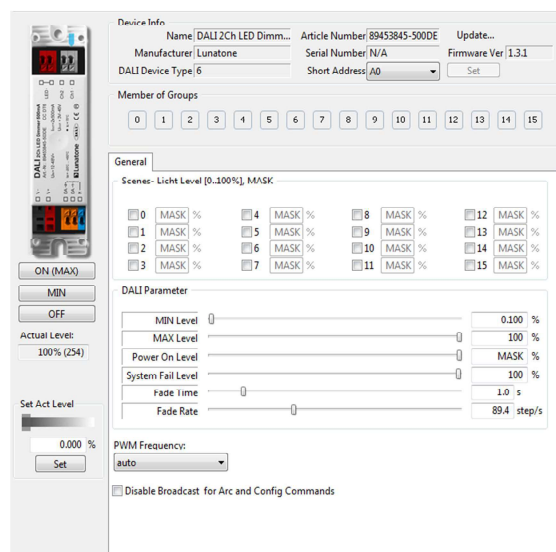 Device Info
Name DALI 2Ch LED Dimm... Article Number 89453845-500DE Update...
Manufacturer Lunatone Serial Number N/A Firmware Ver 1.3.1
DALI Device Type 6 Short Address A0 Set
Member of Groups
0 1 2 3 4 5 6 7 8 9 10 11 12 13 14 15
General
Scenes- Licht Level [0..100%], MASK
0 MASK % 4 MASK % 8 MASK % 12 MASK %
1 MASK % 5 MASK % 9 MASK % 13 MASK %
2 MASK % 6 MASK % 10 MASK % 14 MASK %
3 MASK % 7 MASK % 11 MASK % 15 MASK %
DALI Parameter
MIN Level 0.100 %
MAX Level 100 %
Power On Level MASK %
System Fail Level 100 %
Fade Time 1.0 s
Fade Rate 89.4 step/s
PWM Frequency:
auto
Disable Broadcast for Arc and Config Commands
DALI 2Ch LED Dimmer 500mA
Lunatone
LED- Ch2 Ch1
ON (MAX)
MIN
OFF
Actual Level:
100% (254)
Set Act Level
0.000 %
Set